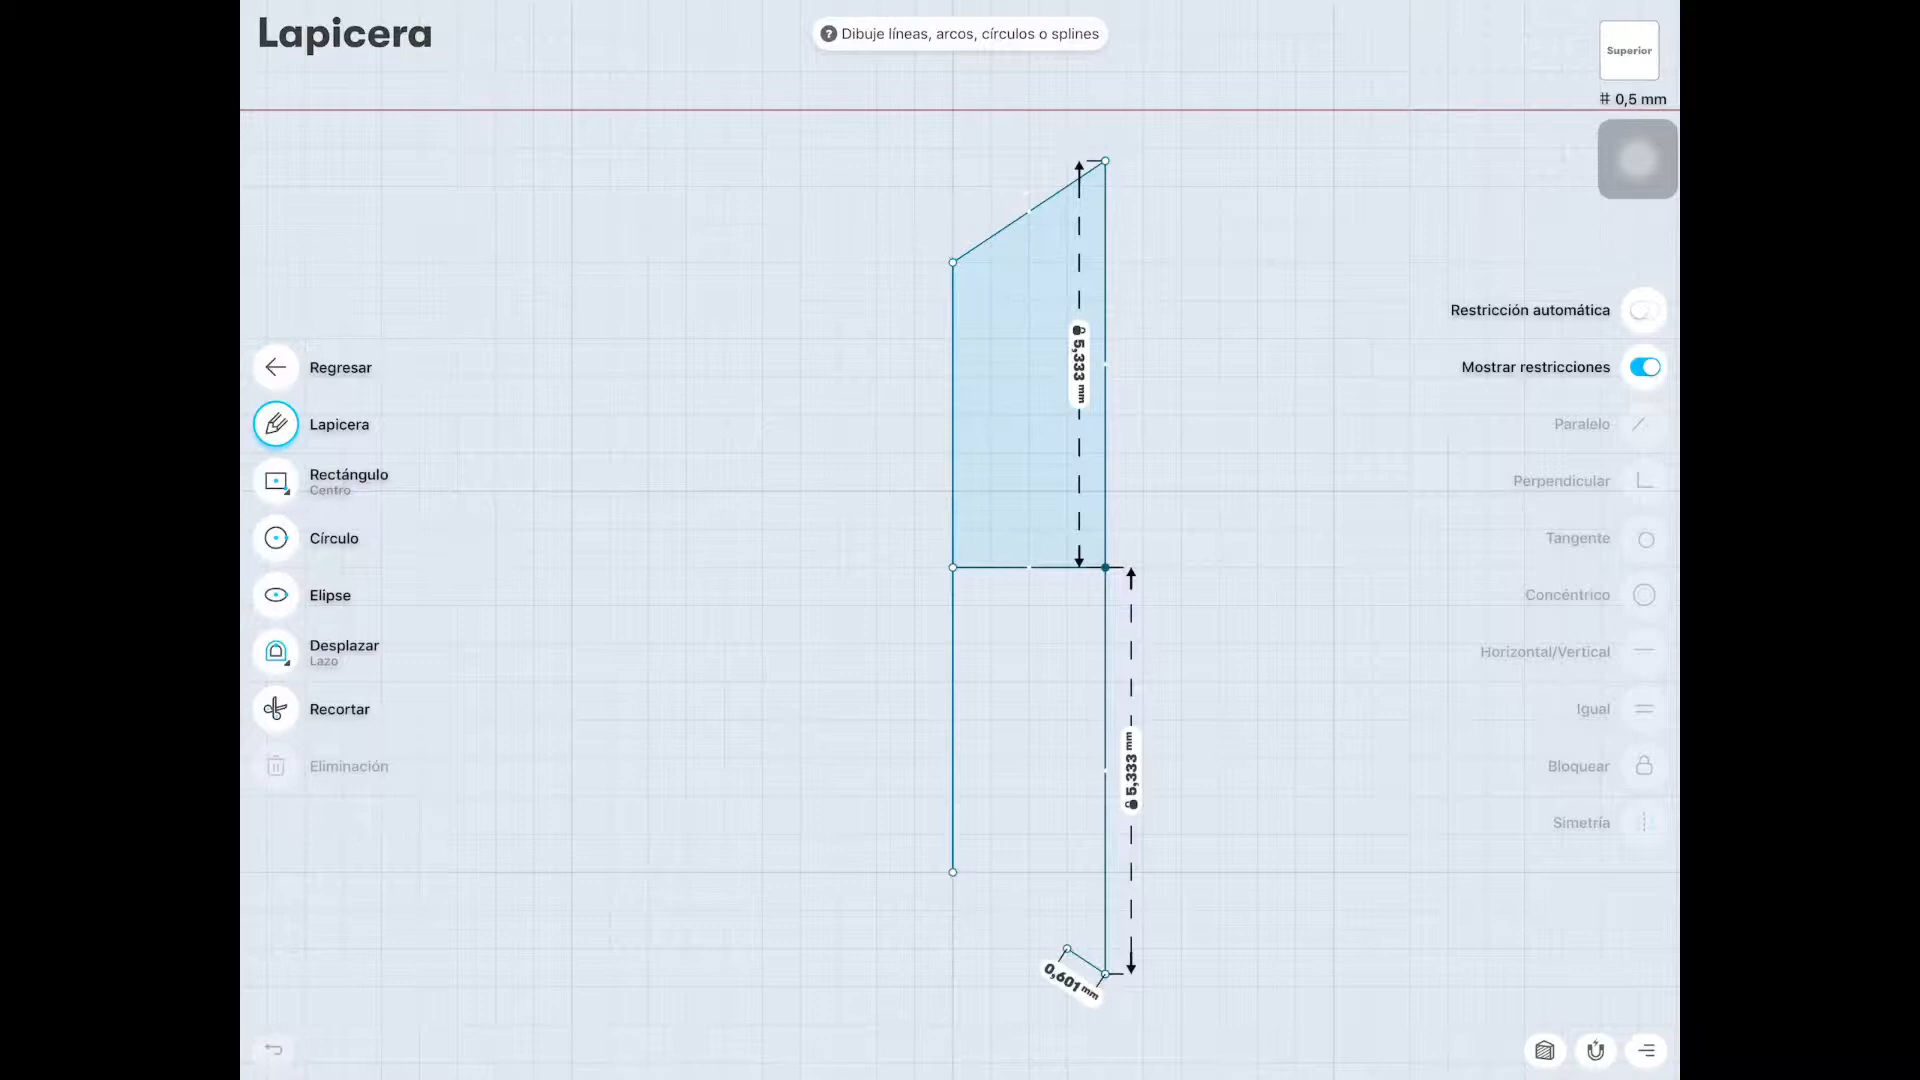 Lapicera
Dibuje líneas, arcos, círculos o splines
Superior
0,5 mm
Regresar
Lapicera
Rectángulo
Centro
Círculo
Elipse
Desplazar
Lazo
Recortar
Eliminación
5,333 mm
5,333 mm
0,601 mm
Restricción automática
Mostrar restricciones
Paralelo
Perpendicular
Tangente
Concéntrico
Horizontal/Vertical
Igual
Bloquear
Simetría